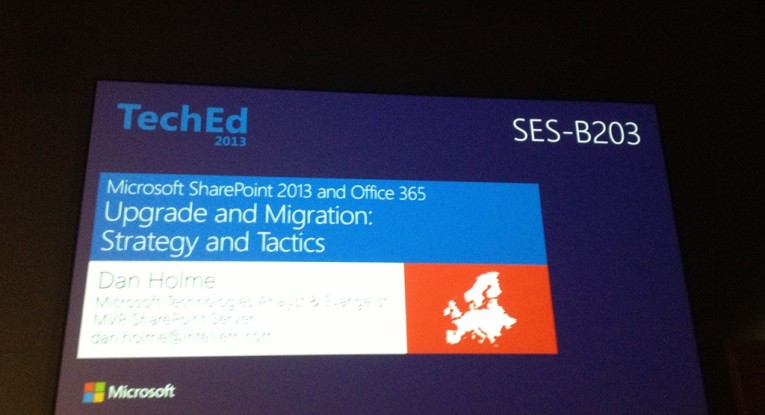 TechEd
2013
SES-B203
Microsoft SharePoint 2013 and Office 365
Upgrade and Migration:
Strategy and Tactics
Dan Holme
Microsoft Technologies Analyst & Evangelist
MVP, SharePoint Server
dan.holme@intelliem.com
Microsoft